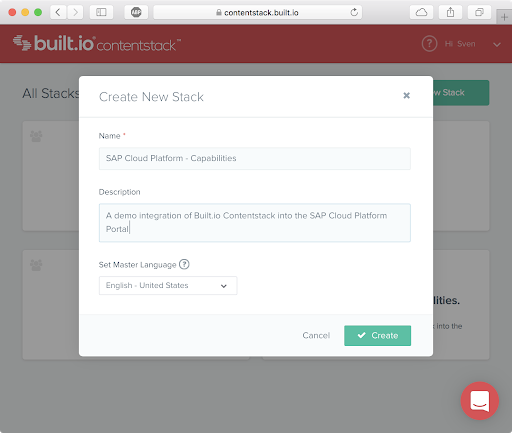 contentstack.built.io
built.io contentstack™
? Hi Sven
All Stacks
w Stack
Create New Stack
Name *
SAP Cloud Platform - Capabilities
Description
A demo integration of Built.io Contentstack into the SAP Cloud Platform
Portal
Set Master Language ?
English - United States
ilities.
k into the
Cancel
Create